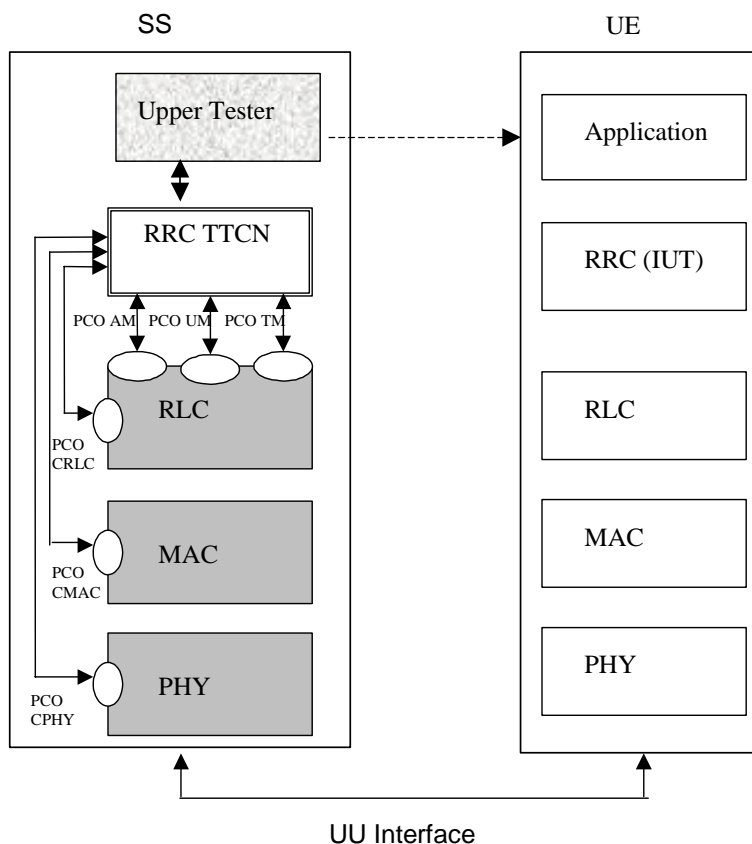 SS
UE
Upper Tester
Application
RRC TTCN
RRC (IUT)
PCO AM
PCO UM
PCO TM
RLC
RLC
PCO
CRLC
MAC
MAC
PCO
CMAC
PHY
PHY
PCO
CPHY
UU Interface